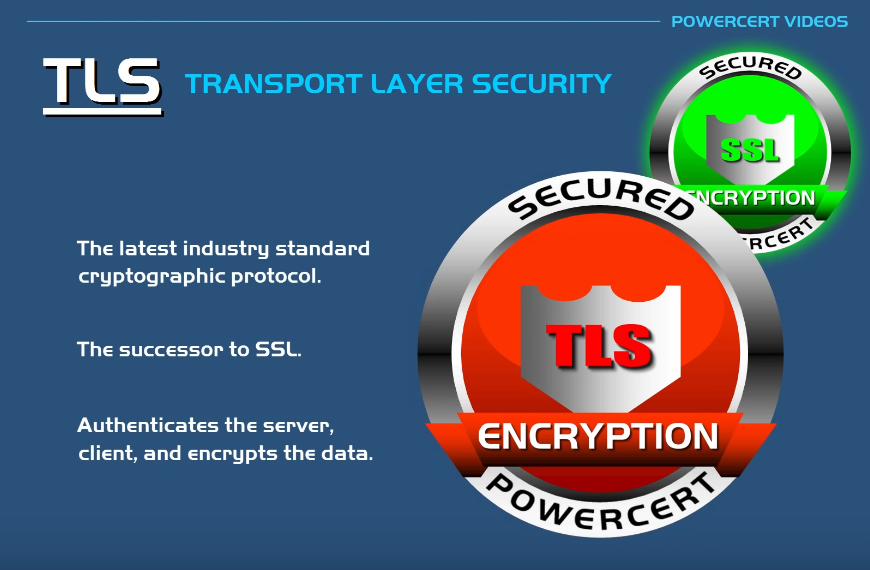 POWERCERT VIDEOS
TLS TRANSPORT LAYER SECURITY
SECURED
SSL
ENCRYPTION
The latest industry standard
cryptographic protocol.
The successor to SSL.
Authenticates the server,
client, and encrypts the data.
SECURED
TLS
ENCRYPTION
POWERCERT